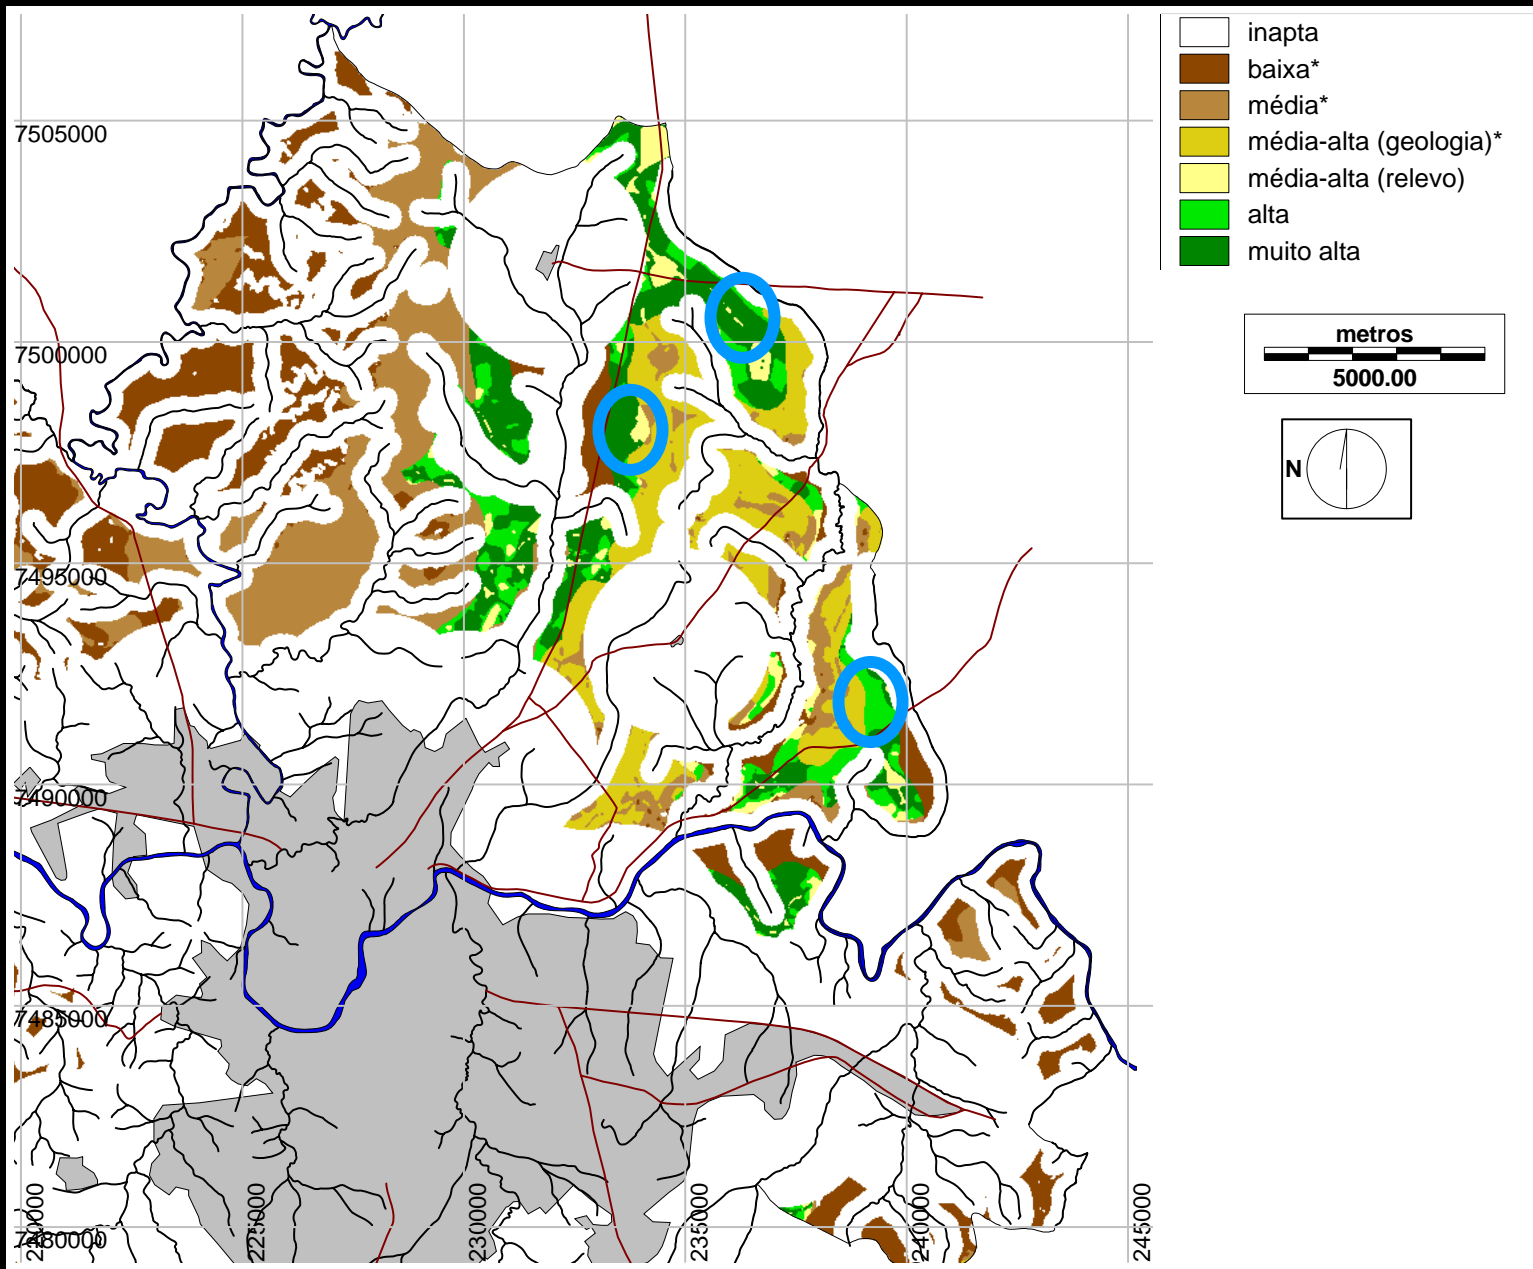 inapta
baixa*
média*
média-alta (geologia)*
média-alta (relevo)
alta
muito alta
metros
5000.00
N
7505000
7500000
7495000
7490000
7485000
7480000
220000
225000
230000
235000
240000
245000